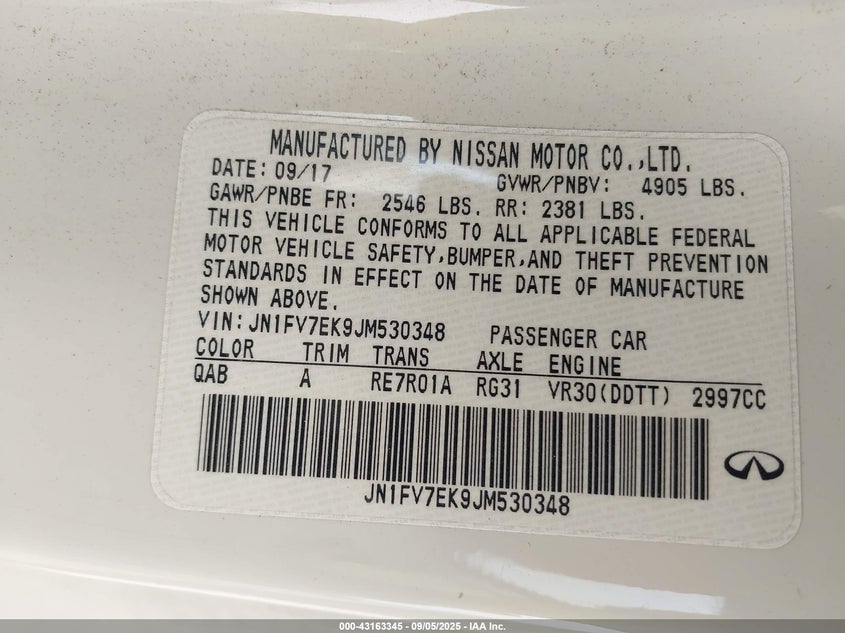 MANUFACTURED BY NISSAN MOTOR CO.,LTD.
DATE: 09/17 GVWR/PNBV: 4905 LBS.
GAWR/PNBE FR: 2546 LBS. RR: 2381 LBS.
THIS VEHICLE CONFORMS TO ALL APPLICABLE FEDERAL
MOTOR VEHICLE SAFETY,BUMPER,AND THEFT PREVENTION
STANDARDS IN EFFECT ON THE DATE OF MANUFACTURE
SHOWN ABOVE.
VIN: JN1FV7EK9JM530348 PASSENGER CAR
COLOR TRIM TRANS AXLE ENGINE
QAB A RE7R01A RG31 VR30(DDTT) 2997CC
JN1FV7EK9JM530348
000-43163345 - 09/05/2025 - IAA Inc.